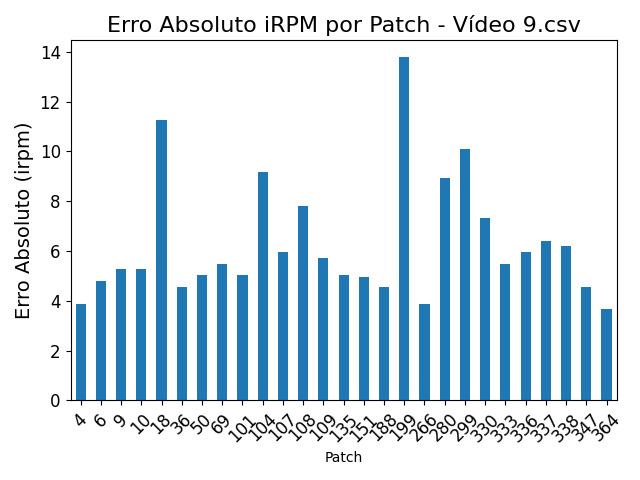 Erro Absoluto iRPM por Patch - Vídeo 9.csv
Erro Absoluto (irpm)
14
12
10
8
6
4
2
0
4 6 9 10 18 36 50 69 101 104 107 108 109 135 151 188 199 266 280 299 330 333 336 337 338 347 364
Patch